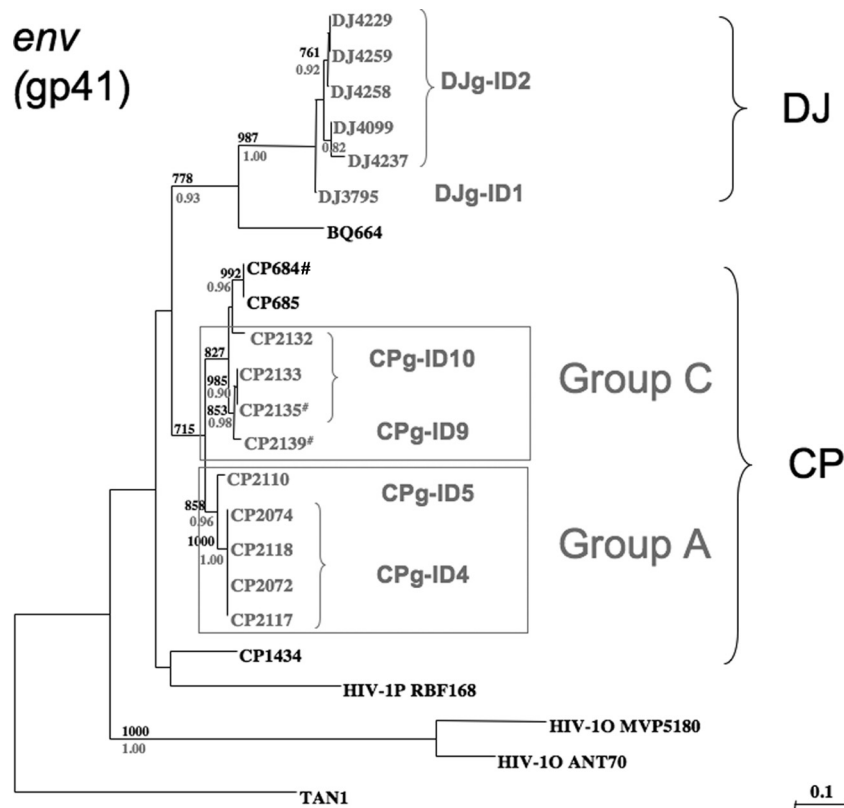 env
(gp41)
DJ4229
761
DJ4259
0.92
DJg-ID2
DJ4258
DJ
DJ4099
987
0.82
1.00
DJ4237
778
DJ3795
DJg-ID1
0.93
BQ664
992
CP684#
0.96
CP685
CP2132
827
CPg-ID10
CP2133
Group C
985
0.90
CP2135#
853
CPg-ID9
0.98
715
CP2139#
CP
CP2110
CPg-ID5
858
CP2074
0.96
Group A
1000
CP2118
1.00
CPg-ID4
CP2072
CP2117
CP1434
HIV-1P RBF168
HIV-1O MVP5180
1000
1.00
HIV-1O ANT70
TAN1
0.1